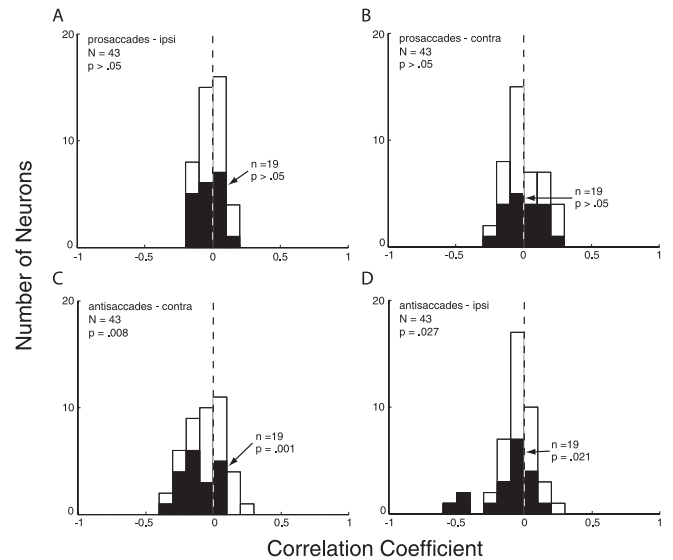 A
prosaccades - ipsi
N = 43
p > .05
n =19
p > .05
20
10
0
-1 -0.5 0 0.5 1
B
prosaccades - contra
N = 43
p > .05
n =19
p > .05
20
10
0
-1 -0.5 0 0.5 1
C
antisaccades - contra
N = 43
p = .008
n =19
p = .001
20
10
0
-1 -0.5 0 0.5 1
D
antisaccades - ipsi
N = 43
p = .027
n =19
p = .021
20
10
0
-1 -0.5 0 0.5 1
Number of Neurons
Correlation Coefficient